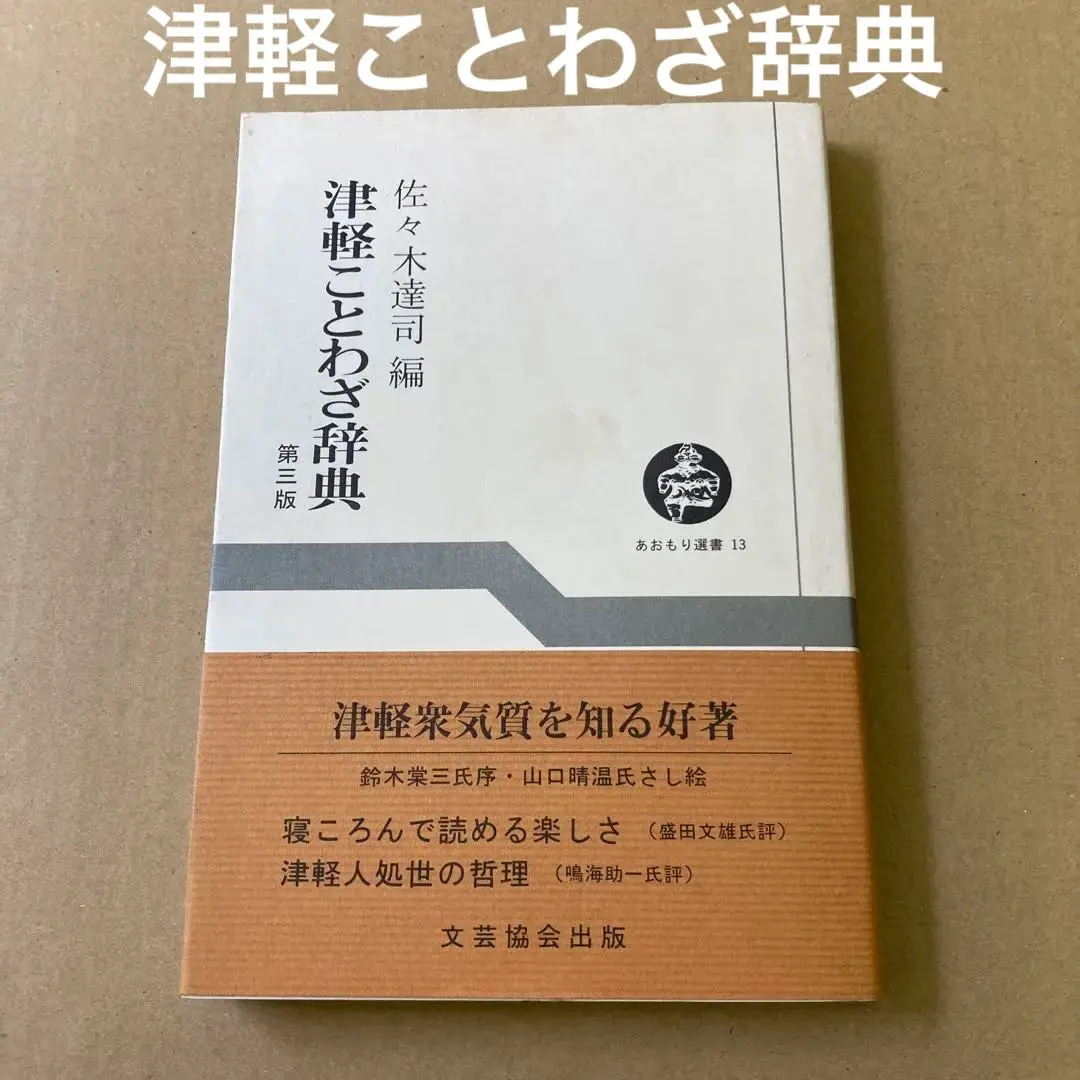 津軽ことわざ辞典
佐々木達司 編
津軽ことわざ辞典
第三版
あおもり選書 13
津軽衆気質を知る好著
鈴木棠三氏序・山口晴温氏さし絵
寝ころんで読める楽しさ (盛田文雄氏評)
津軽人処世の哲理 (鳴海助一氏評)
文芸協会出版